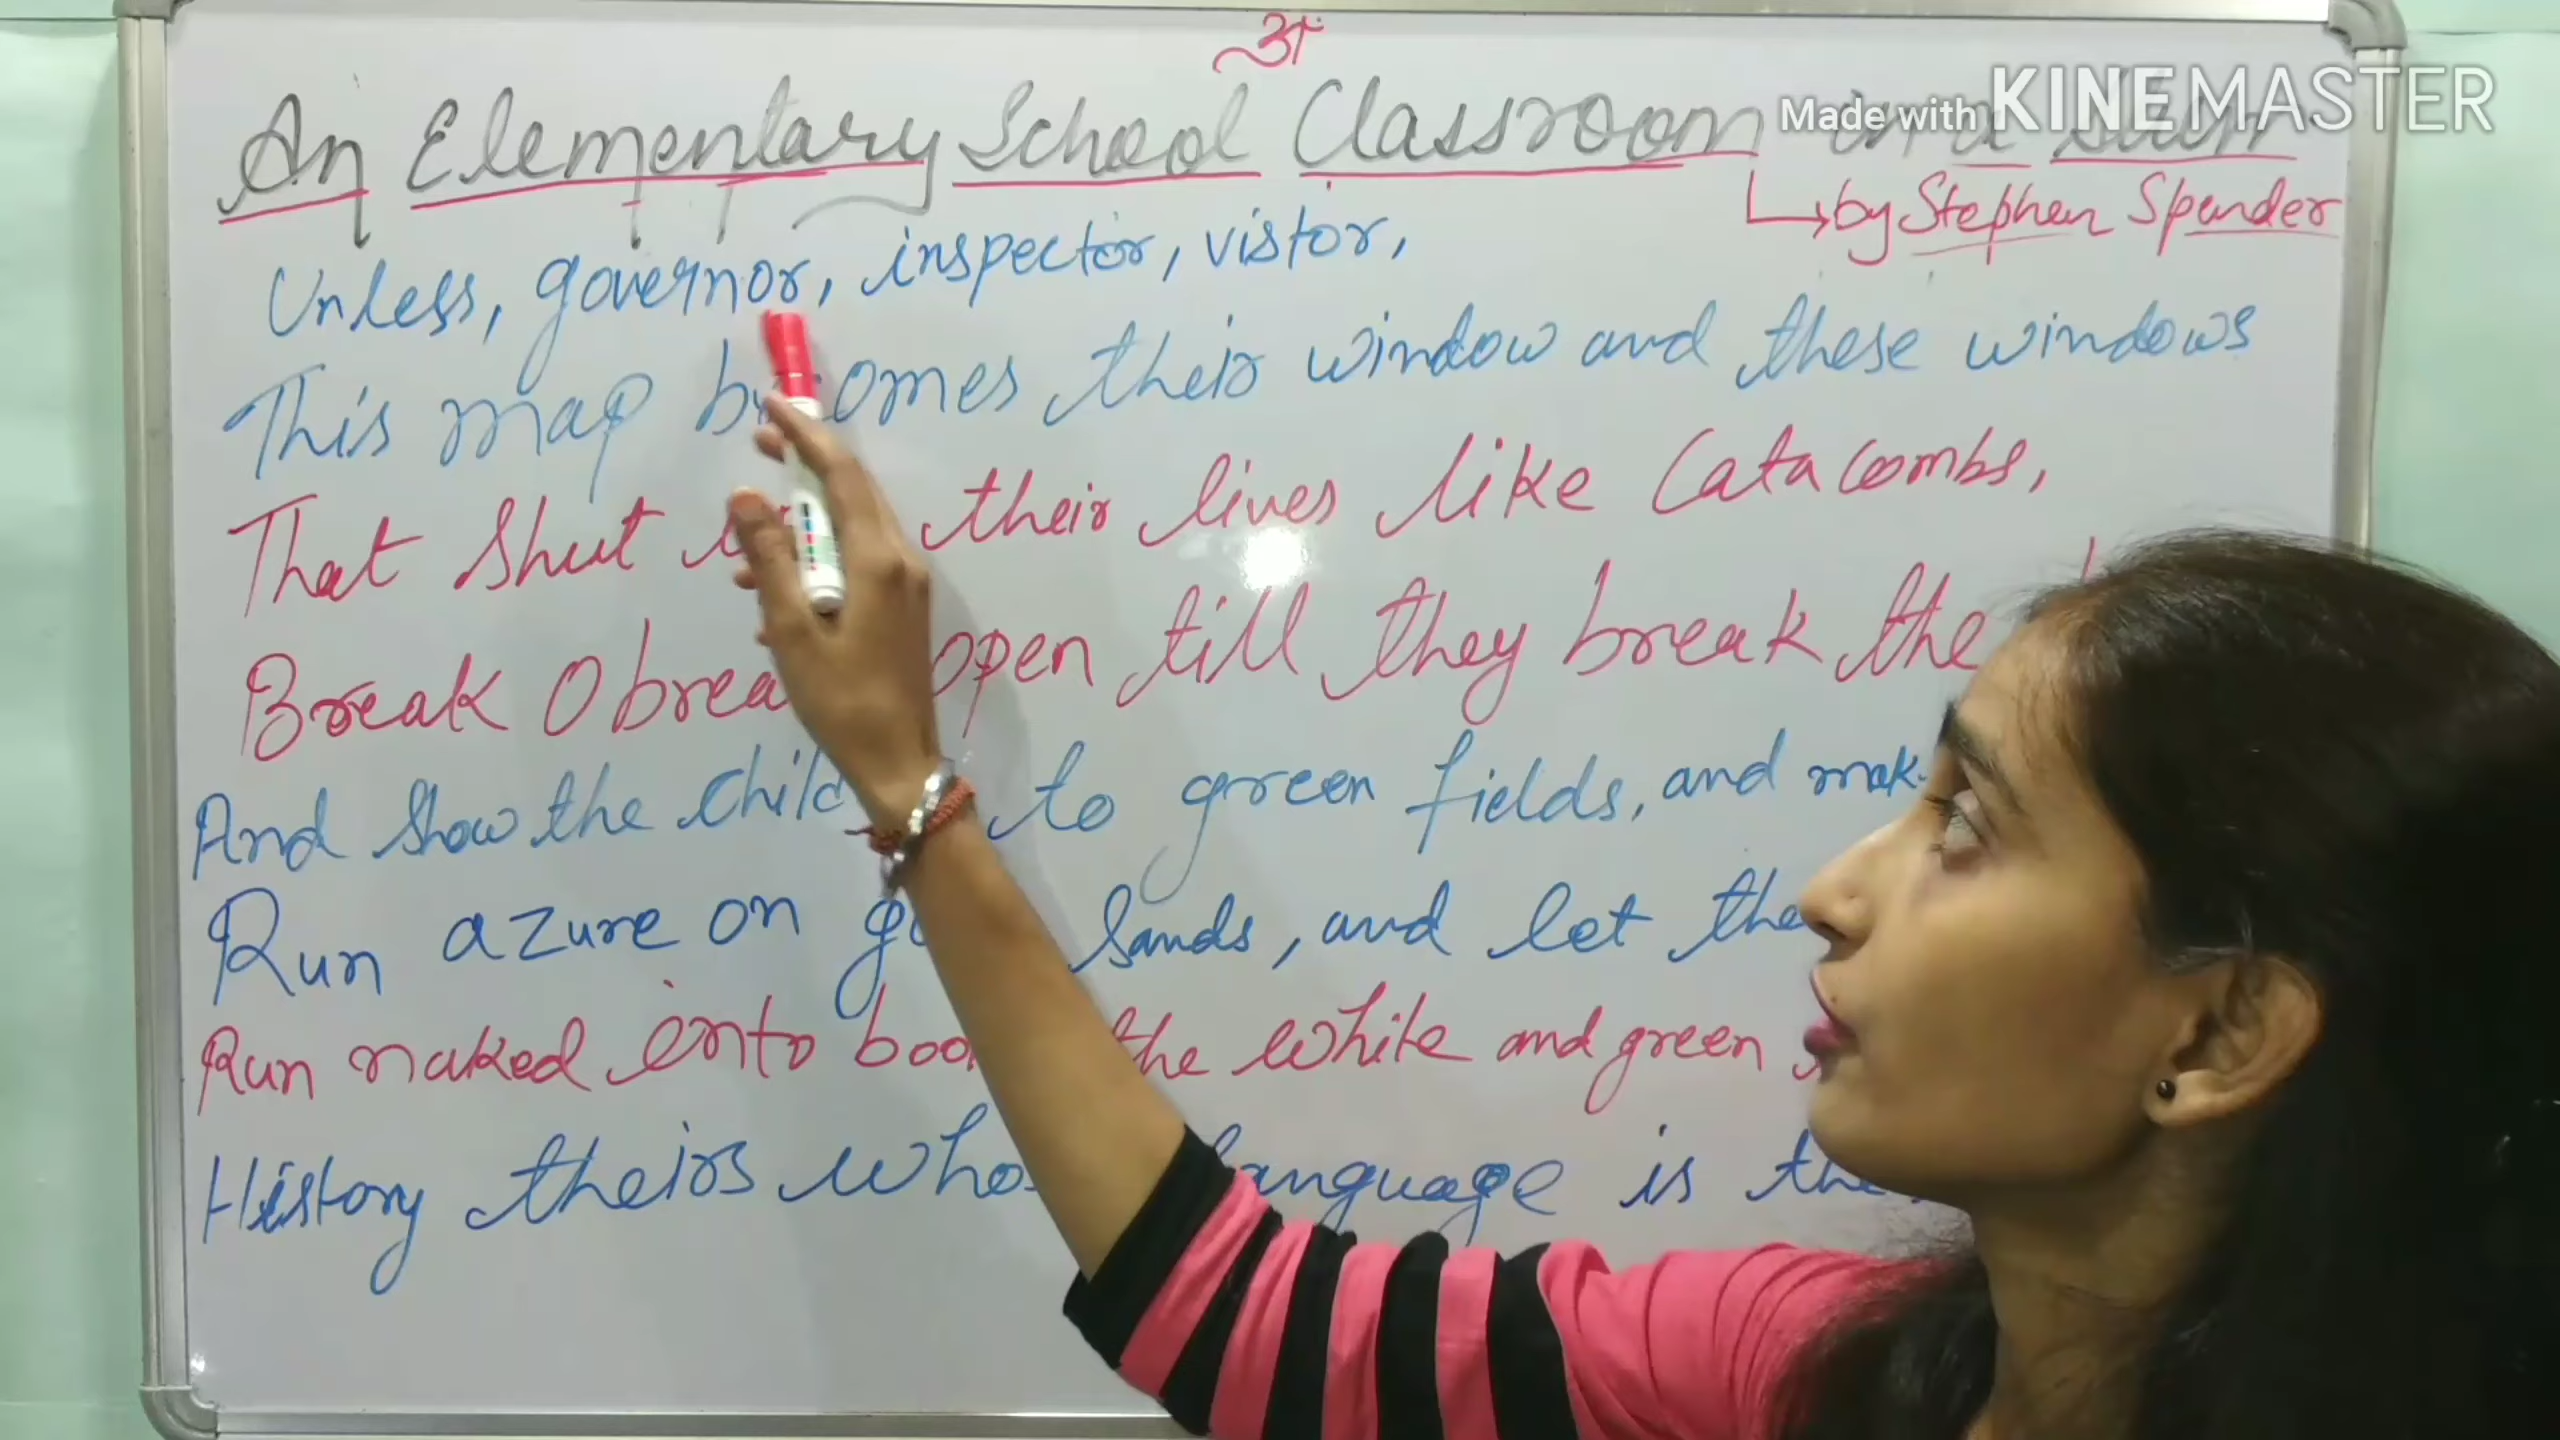 An Elementary School Classroom in a Slum
Made with KINEMASTER
by Stephen Spender
Unless, governor, inspector, vistor,
This map becomes their window and these windows
That shut their lives like Catacombs,
Break O break open till they break the
And show the to green fields, and make
Run azure on sands, and let the
Run naked into the white and green
History theirs language is